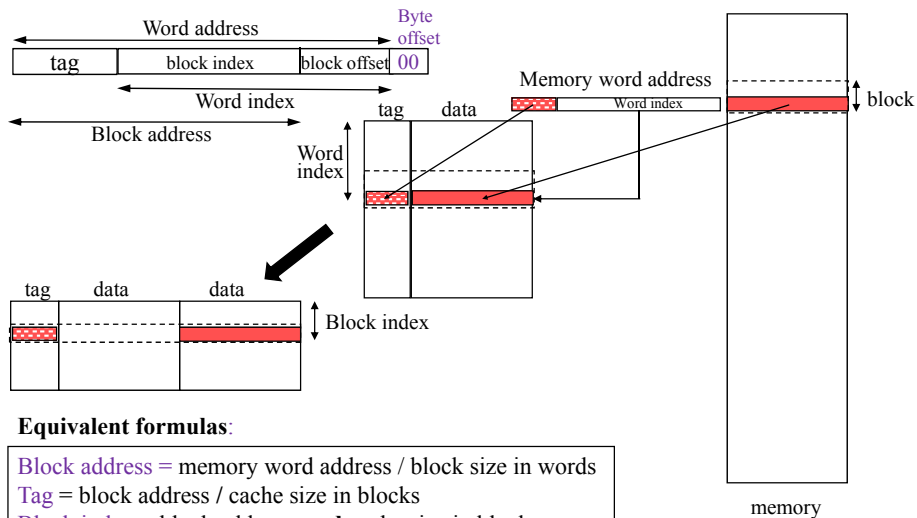 Byte
offset
Word address
tag block index block offset 00
Word index
Block address
Memory word address
Word index
block
tag data
Word
index
tag data data
Block index
Equivalent formulas:
Block address = memory word address / block size in words
Tag = block address / cache size in blocks
memory